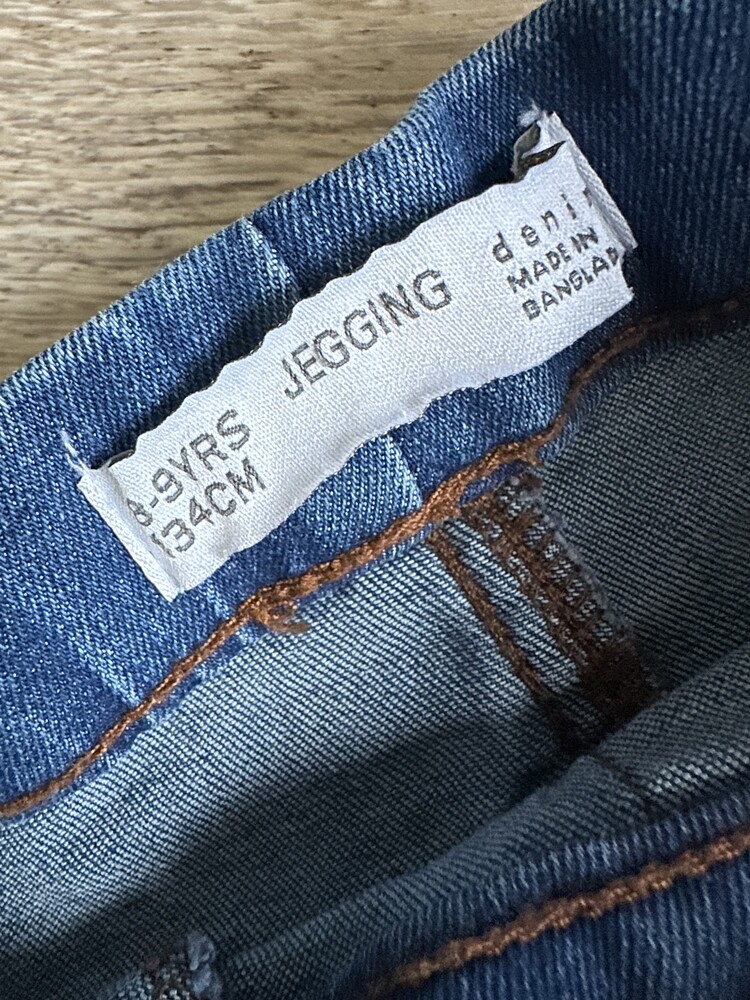 8-9YRS
134CM
JEGGING
deni
MADE IN
BANGLAD